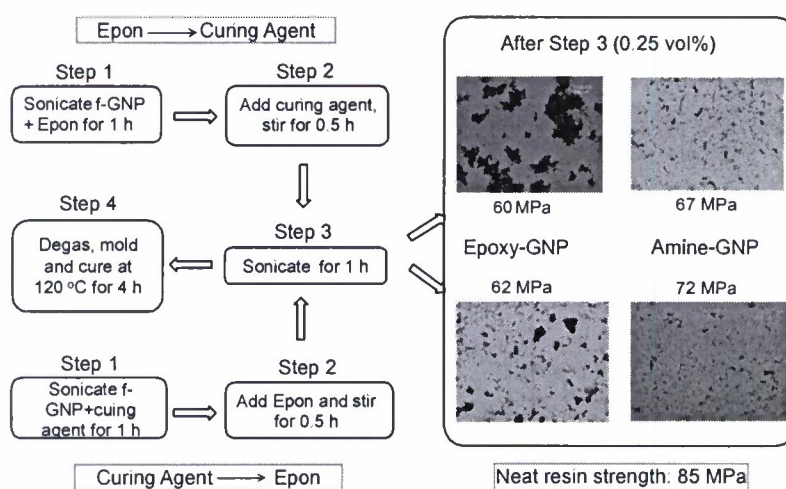 Epon → Curing Agent
Step 1
Sonicate f-GNP
+ Epon for 1 h
Step 2
Add curing agent,
stir for 0.5 h
Step 4
Degas, mold
and cure at
120 °C for 4 h
Step 3
Sonicate for 1 h
Step 1
Sonicate f-
GNP+cuing
agent for 1 h
Step 2
Add Epon and stir
for 0.5 h
Curing Agent → Epon
After Step 3 (0.25 vol%)
60 MPa
67 MPa
Epoxy-GNP
Amine-GNP
62 MPa
72 MPa
Neat resin strength: 85 MPa